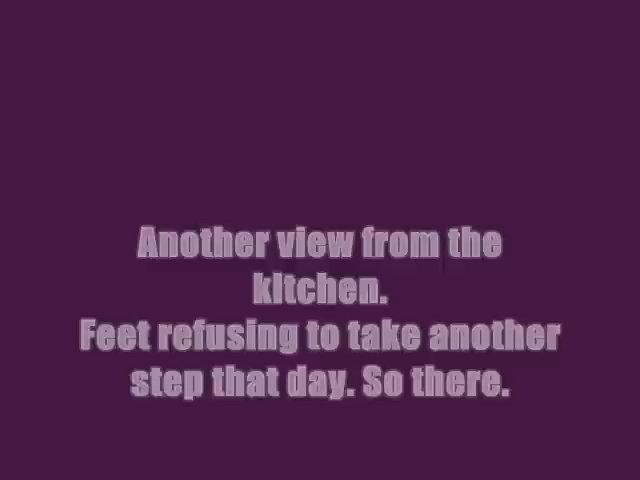 Another view from the
kitchen.
Feet refusing to take another
step that day. So there.